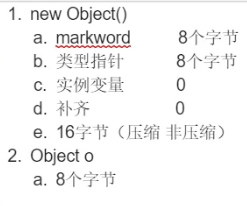 1. new Object()
a. markword 8个字节
b. 类型指针 8个字节
c. 实例变量 0
d. 补齐 0
e. 16字节（压缩 非压缩）
2. Object o
a. 8个字节